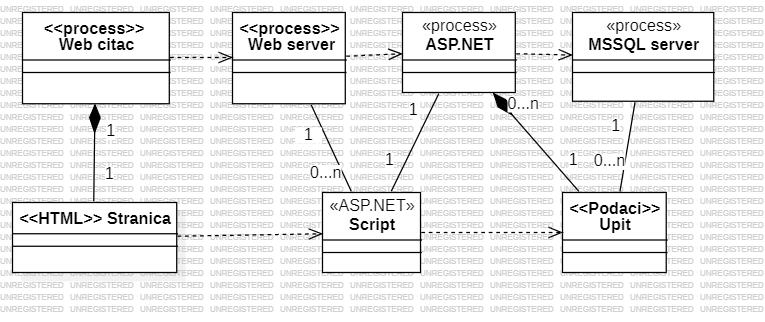 <<process>>
Web citac
<<process>>
Web server
«process»
ASP.NET
«process»
MSSQL server
1
1
1
0...n
1
1
0...n
1
1
0...n
<<HTML>> Stranica
«ASP.NET»
Script
<<Podaci>>
Upit
UNREGISTERED